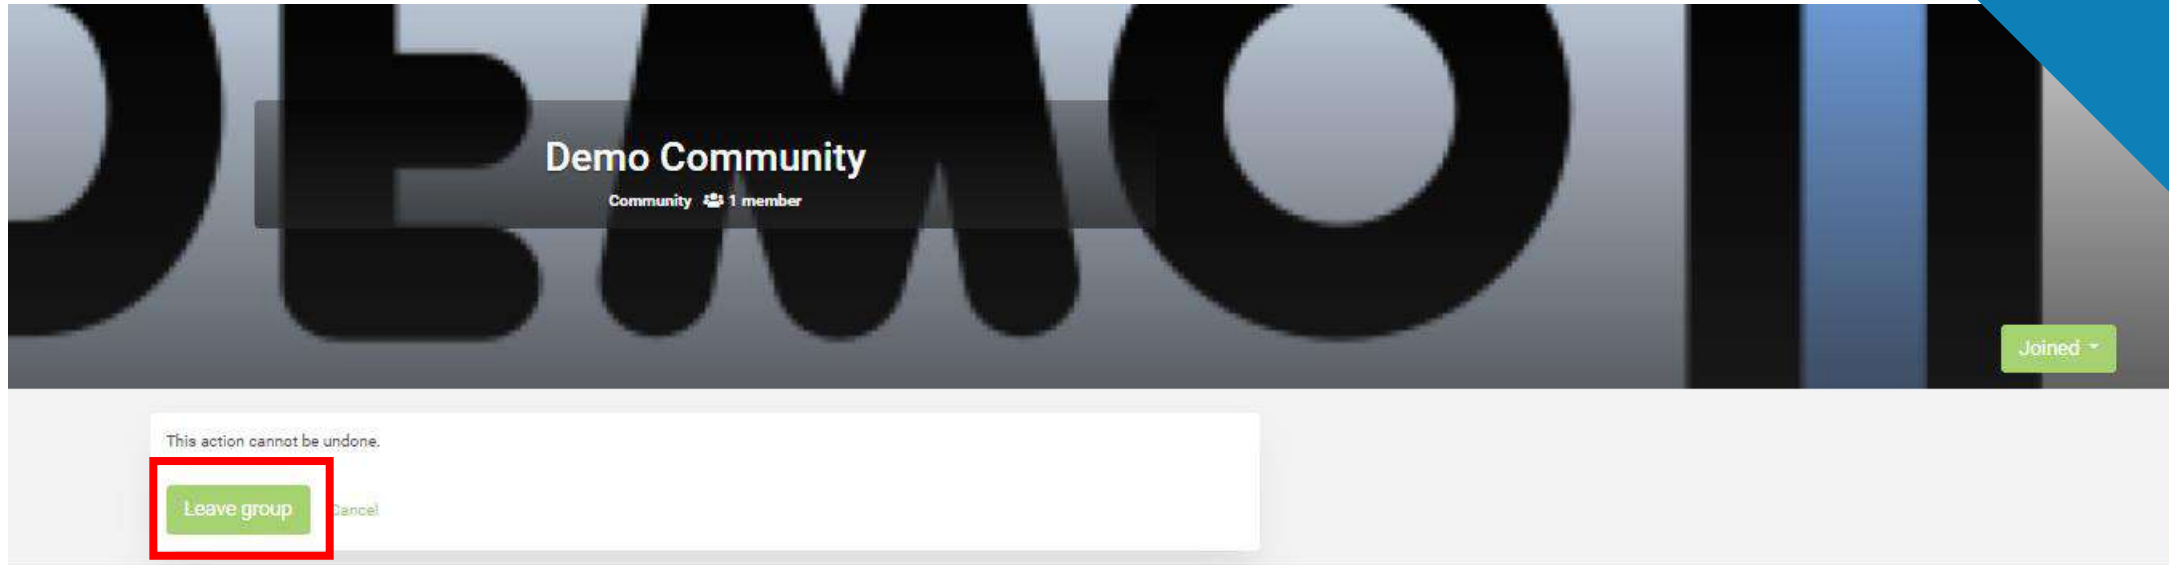 DEMO
Demo Community
Community 1 member
Joined
This action cannot be undone.
Leave group Cancel